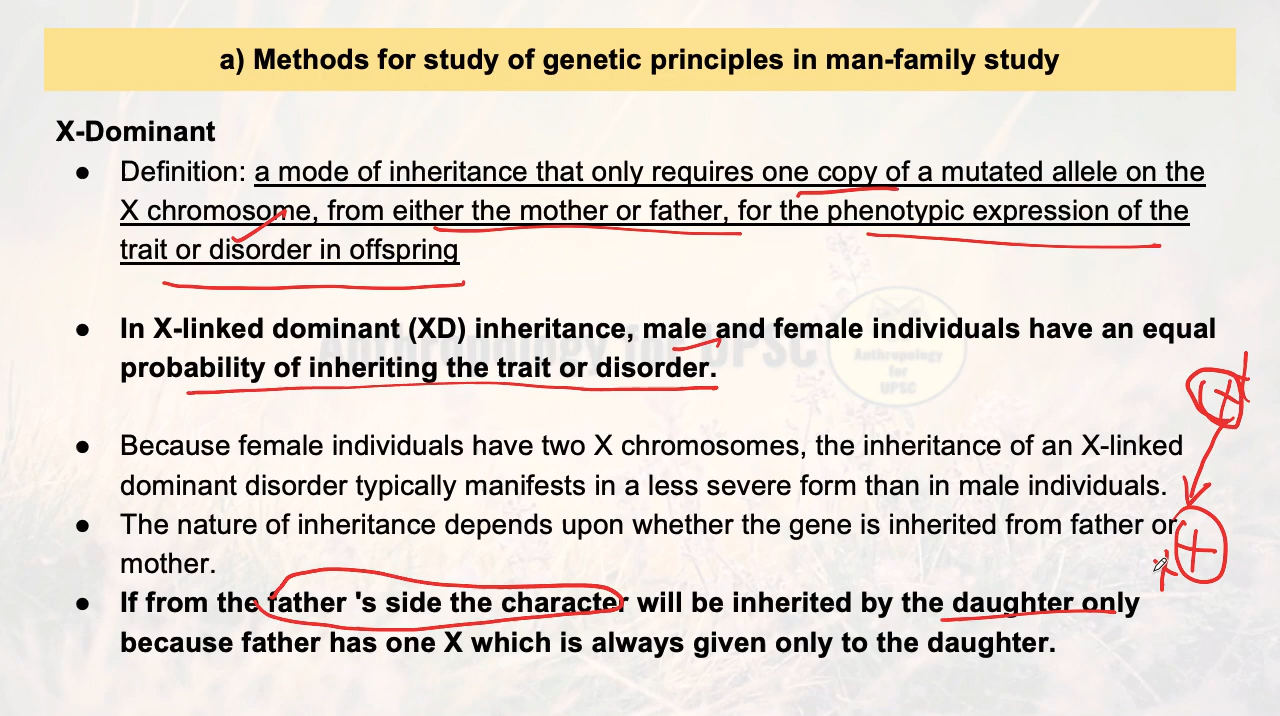 a) Methods for study of genetic principles in man-family study
X-Dominant
● Definition: a mode of inheritance that only requires one copy of a mutated allele on the
X chromosome, from either the mother or father, for the phenotypic expression of the
trait or disorder in offspring
● In X-linked dominant (XD) inheritance, male and female individuals have an equal
probability of inheriting the trait or disorder.
Anthropology for UPSC
Anthropology
for
UPSC
● Because female individuals have two X chromosomes, the inheritance of an X-linked
dominant disorder typically manifests in a less severe form than in male individuals.
● The nature of inheritance depends upon whether the gene is inherited from father or
mother.
● If from the father 's side the character will be inherited by the daughter only
because father has one X which is always given only to the daughter.